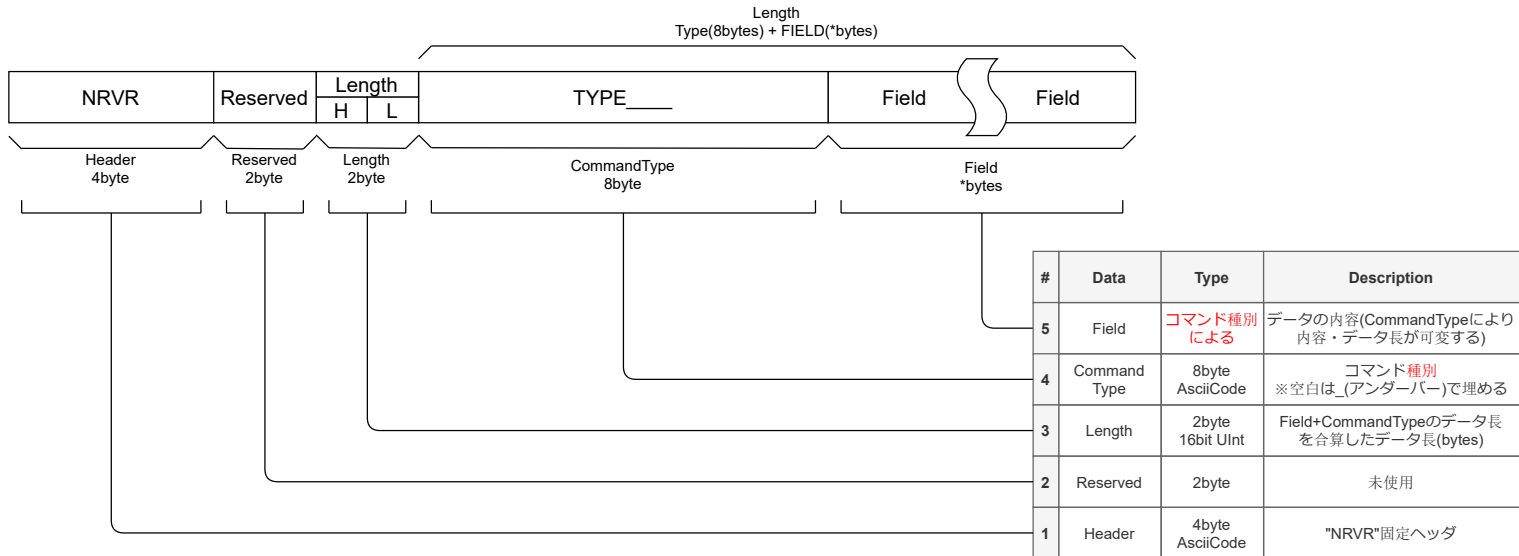 Length
Type(8bytes) + FIELD(*bytes)
NRVR
Reserved
Length
H
L
TYPE____
Field
Field
Header
4byte
Reserved
2byte
Length
2byte
CommandType
8byte
Field
*bytes
# Data Type Description
5 Field コマンド種別による データの内容(CommandTypeにより内容・データ長が可変する)
4 Command Type 8byte AsciiCode コマンド種別 ※空白は_(アンダーバー)で埋める
3 Length 2byte 16bit UInt Field+CommandTypeのデータ長を合算したデータ長(bytes)
2 Reserved 2byte 未使用
1 Header 4byte AsciiCode "NRVR"固定ヘッダ